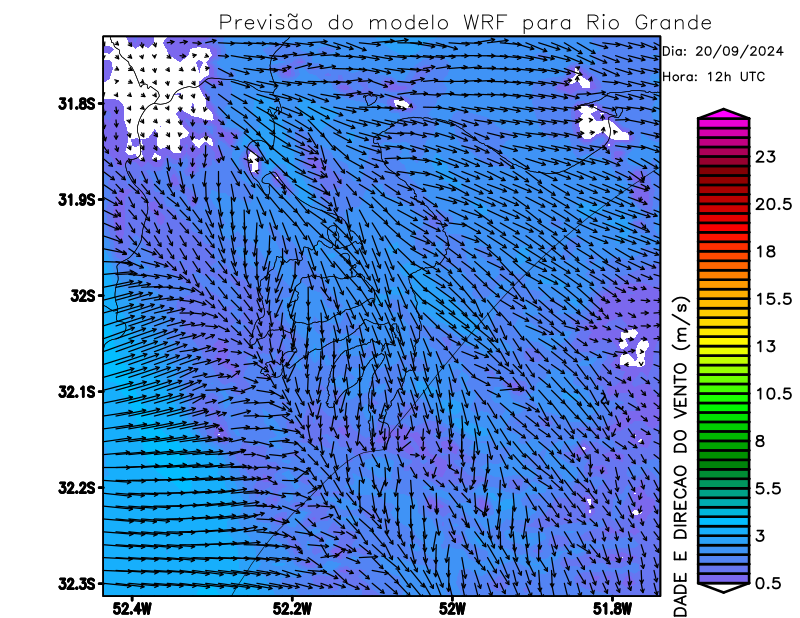 Previsão do modelo WRF para Rio Grande
Dia: 20/09/2024
Hora: 12h UTC
31.8S
31.9S
32S
32.1S
32.2S
32.3S
52.4W
52.2W
52W
51.8W
DADE E DIRECAO DO VENTO (m/s)
23
20.5
18
15.5
13
10.5
8
5.5
3
0.5